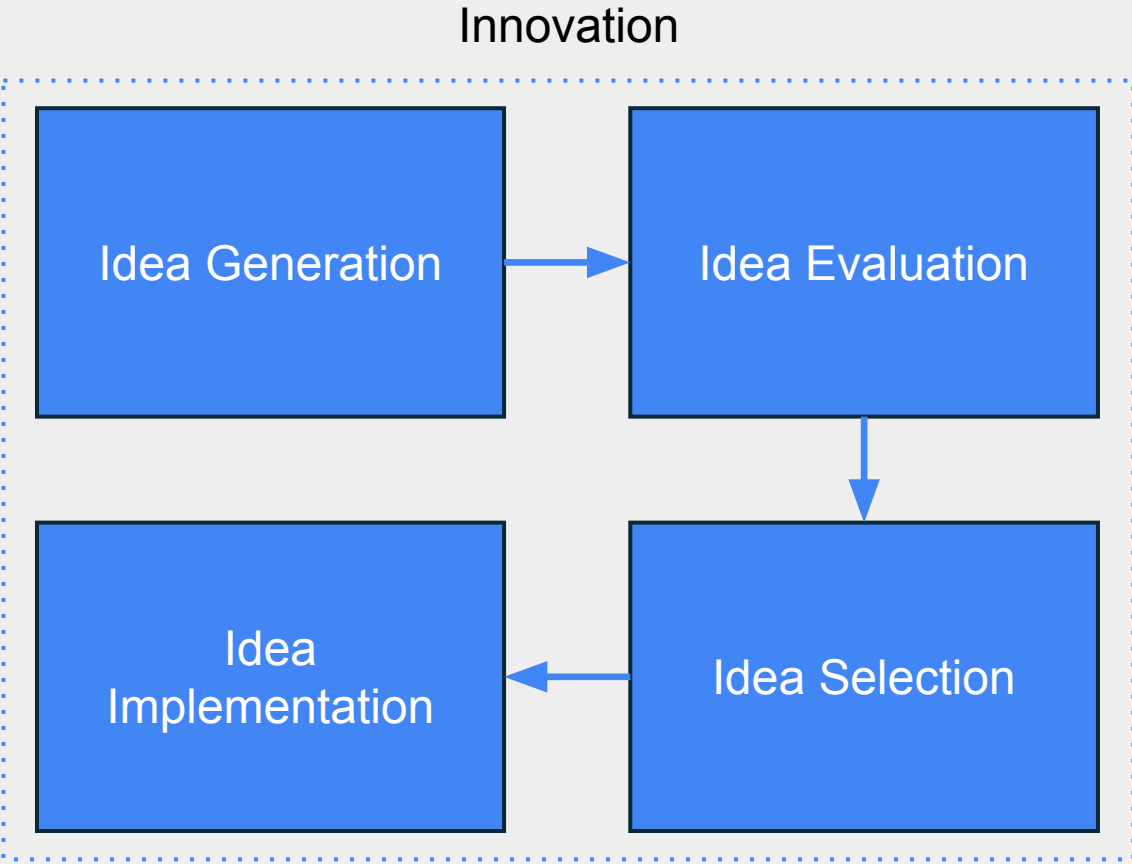 Innovation
Idea Generation
Idea Evaluation
Idea
Implementation
Idea Selection